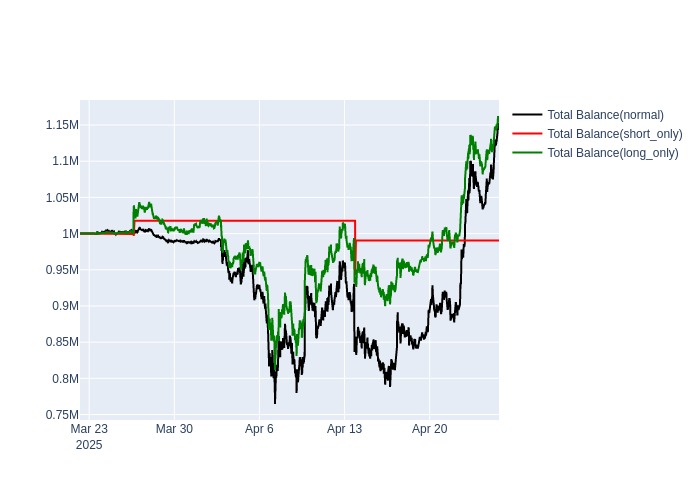 1.15M
1.1M
1.05M
1M
0.95M
0.9M
0.85M
0.8M
0.75M
Mar 23
2025
Mar 30
Apr 6
Apr 13
Apr 20
Total Balance(normal)
Total Balance(short_only)
Total Balance(long_only)